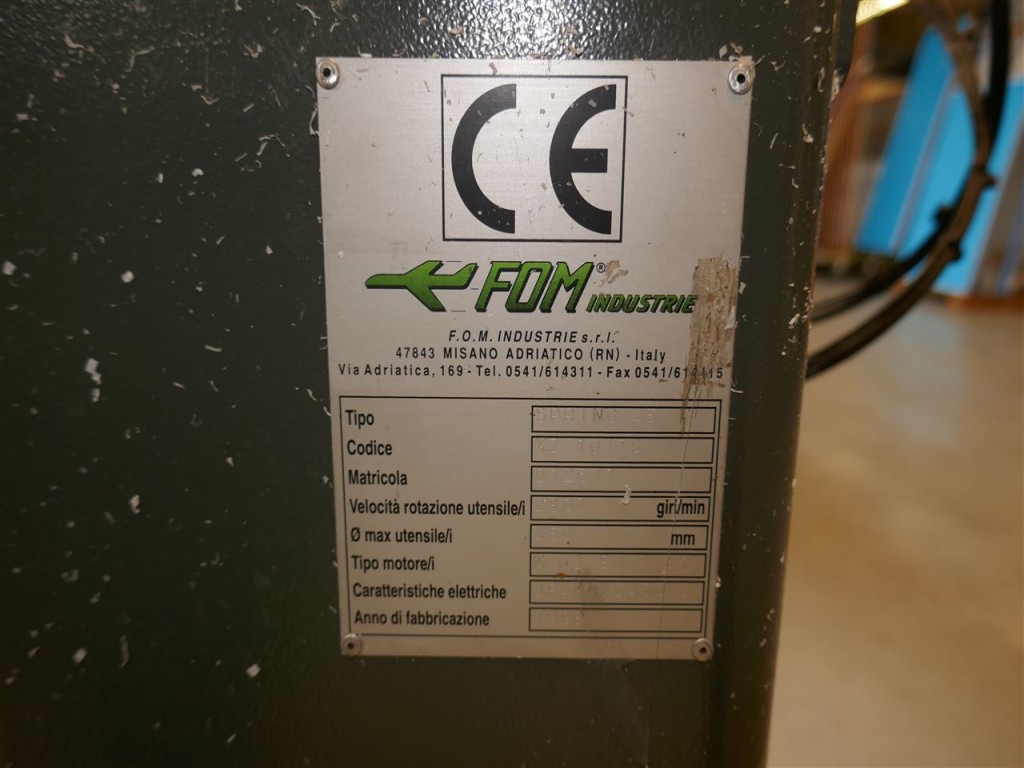 CE
FOM® INDUSTRIE
F.O.M. INDUSTRIE s.r.l.
47843 MISANO ADRIATICO (RN) - Italy
Via Adriatica, 169 - Tel. 0541/614311 - Fax 0541/614115
Tipo
Codice
Matricola
Velocità rotazione utensile/i giri/min
Ø max utensile/i mm
Tipo motore/i
Caratteristiche elettriche
Anno di fabbricazione